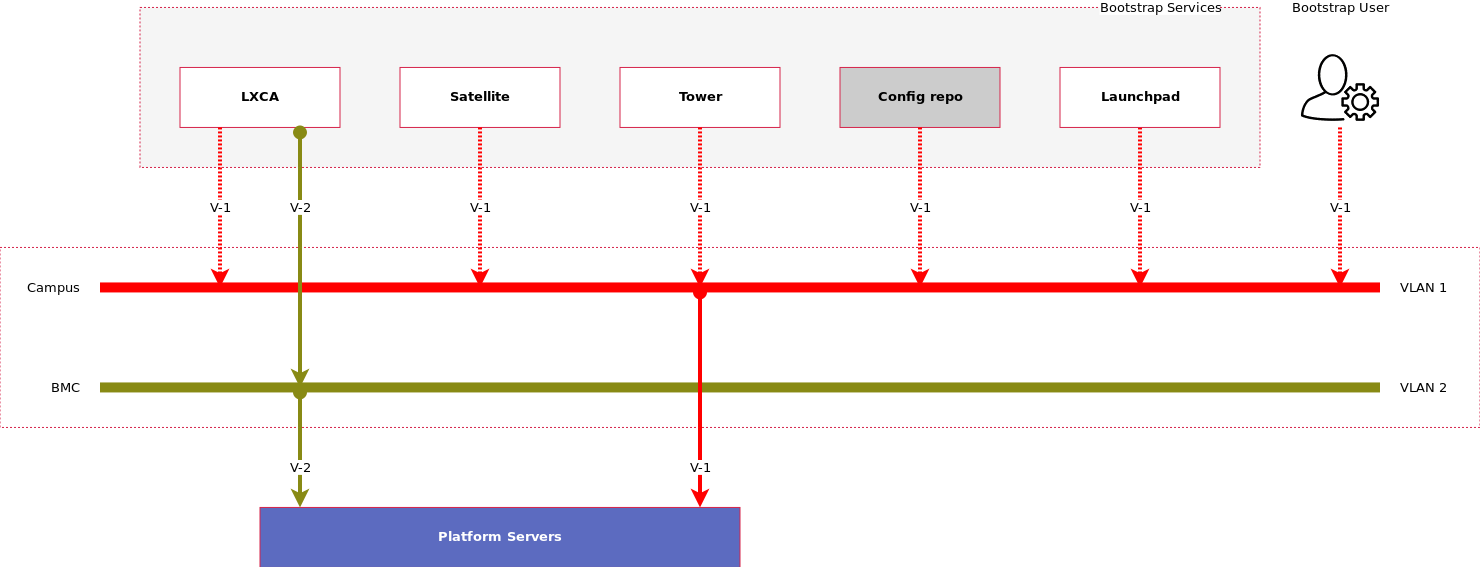 Bootstrap Services
Bootstrap User
LXCA
Satellite
Tower
Config repo
Launchpad
V-1
V-2
V-1
V-1
V-1
V-1
V-1
Campus
VLAN 1
BMC
VLAN 2
V-2
V-1
Platform Servers